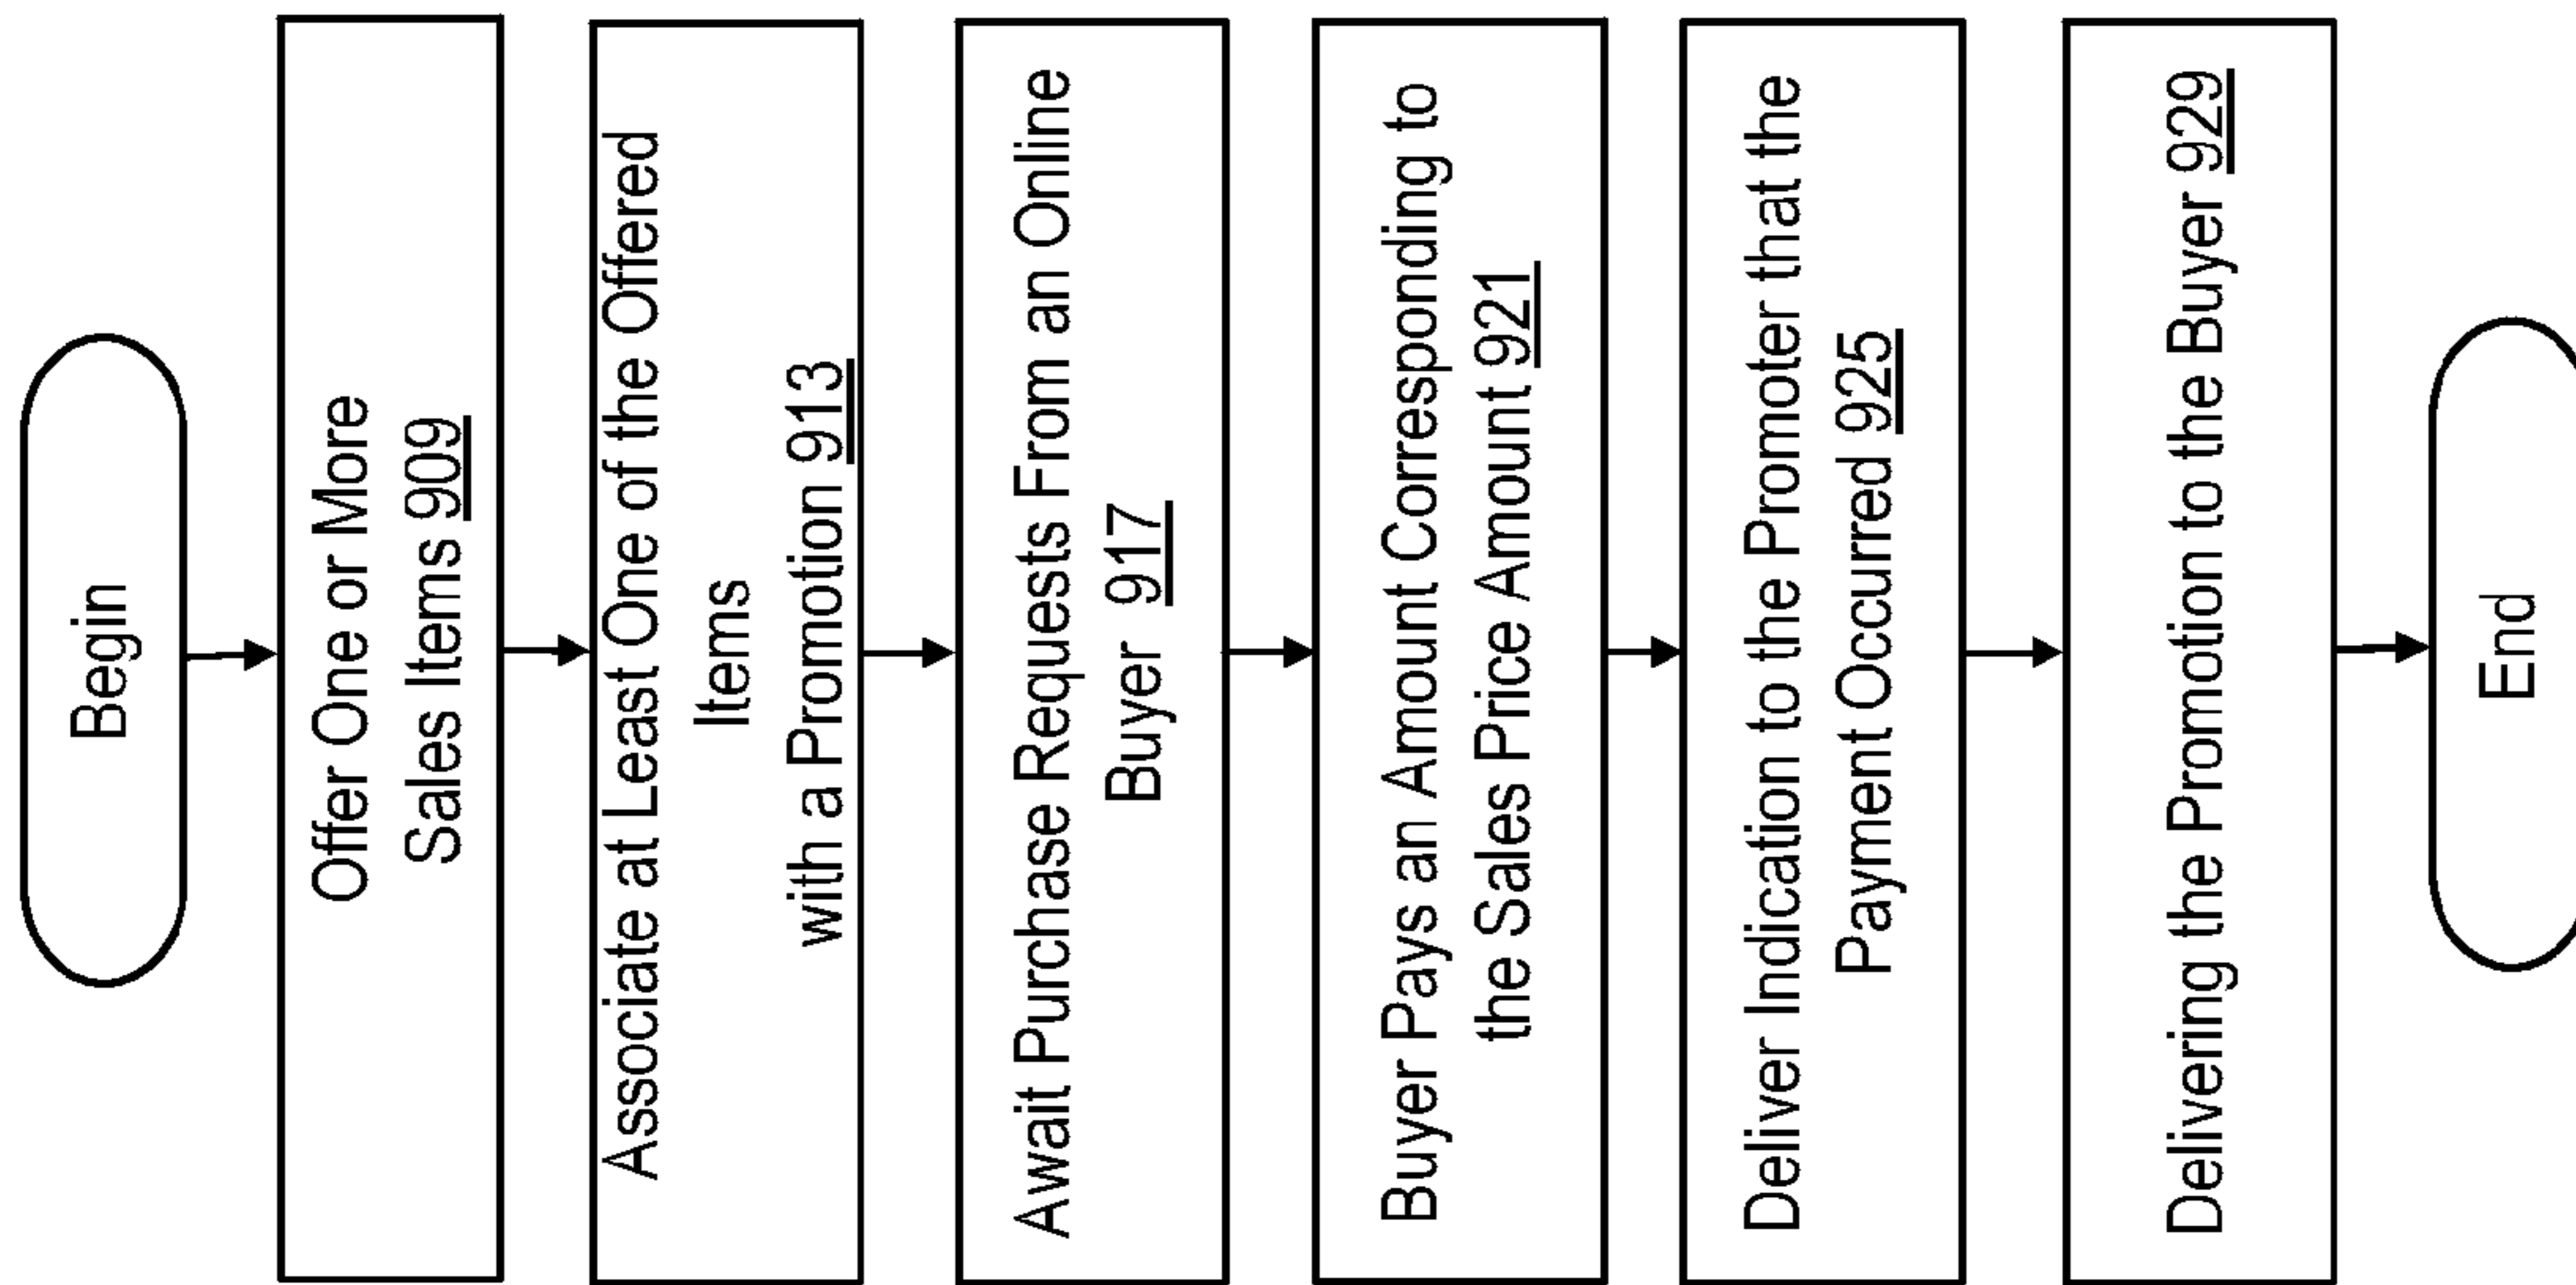 Begin
Offer One or More
Sales Items 909
Associate at Least One of the Offered
Items
with a Promotion 913
Await Purchase Requests From an Online
Buyer 917
Buyer Pays an Amount Corresponding to
the Sales Price Amount 921
Deliver Indication to the Promoter that the
Payment Occurred 925
Delivering the Promotion to the Buyer 929
End